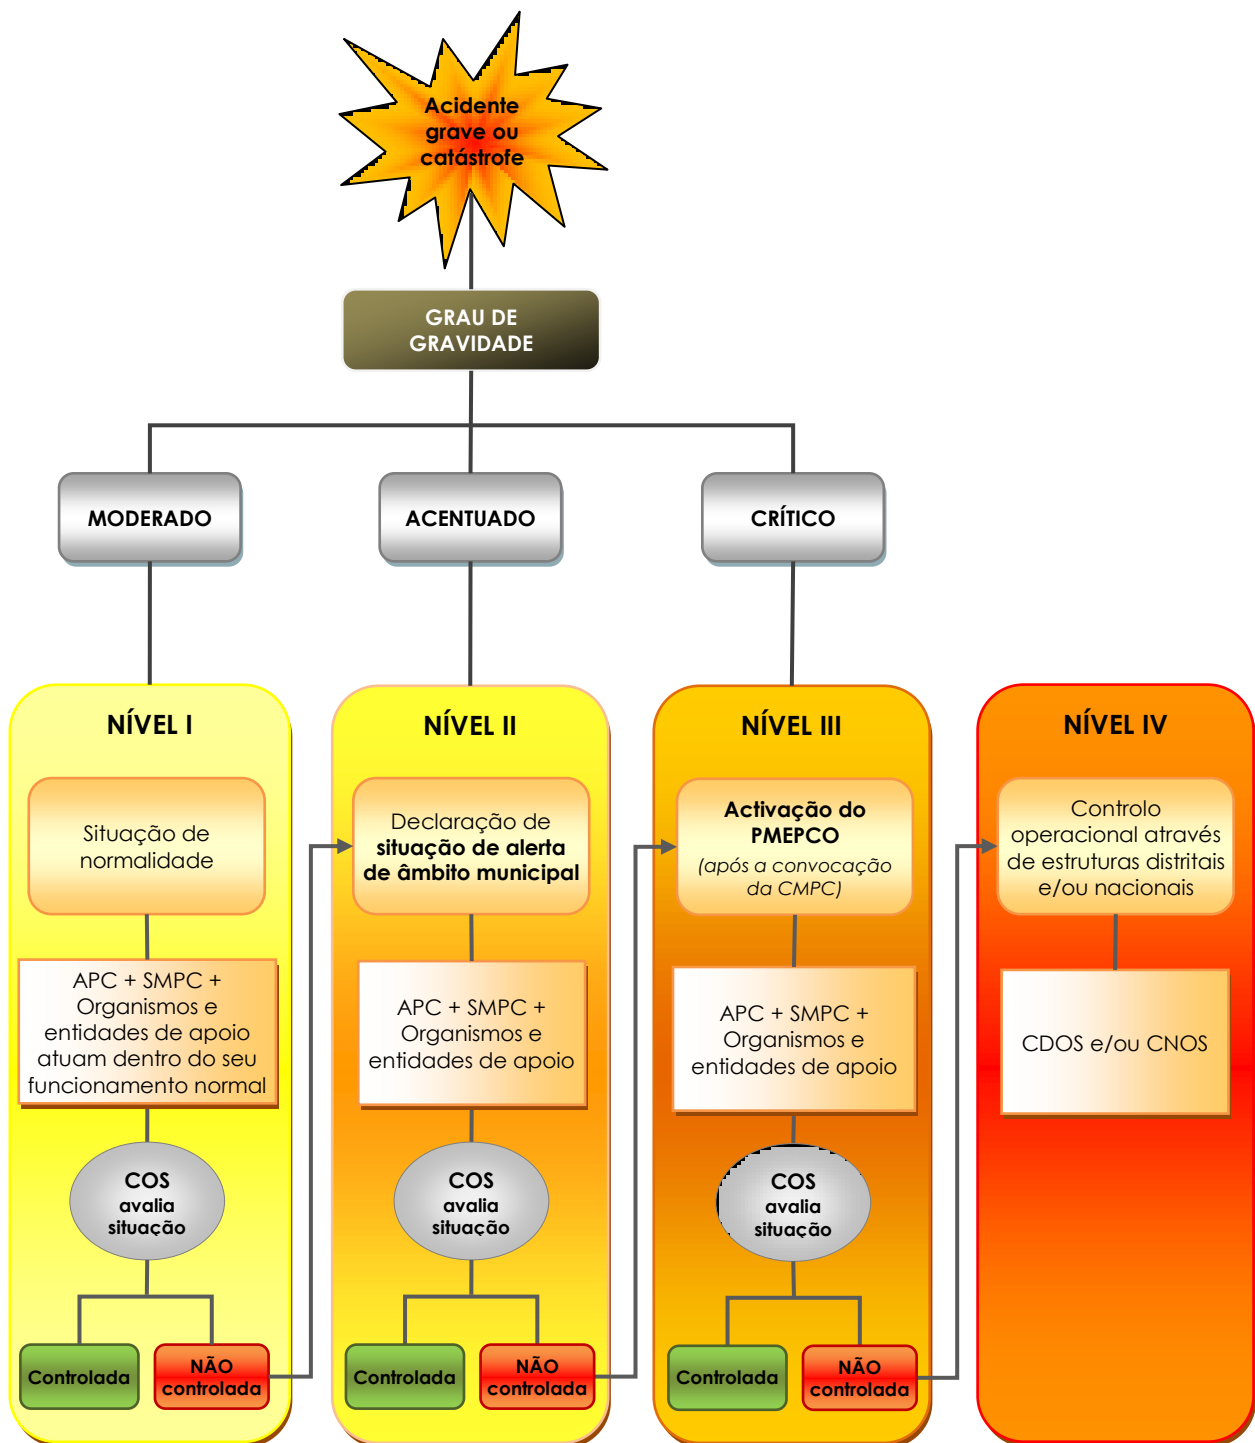 Acidente
grave ou
catástrofe
GRAU DE
GRAVIDADE
MODERADO
ACENTUADO
CRÍTICO
NÍVEL I
Situação de
normalidade
APC + SMPC +
Organismos e
entidades de apoio
atuam dentro do seu
funcionamento normal
COS
avalia
situação
Controlada
NÃO
controlada
NÍVEL II
Declaração de
situação de alerta
de âmbito municipal
APC + SMPC +
Organismos e
entidades de apoio
COS
avalia
situação
Controlada
NÃO
controlada
NÍVEL III
Activação do
PMEPCO
(após a convocação
da CMPC)
APC + SMPC +
Organismos e
entidades de apoio
COS
avalia
situação
Controlada
NÃO
controlada
NÍVEL IV
Controlo
operacional através
de estruturas distritais
e/ou nacionais
CDOS e/ou CNOS